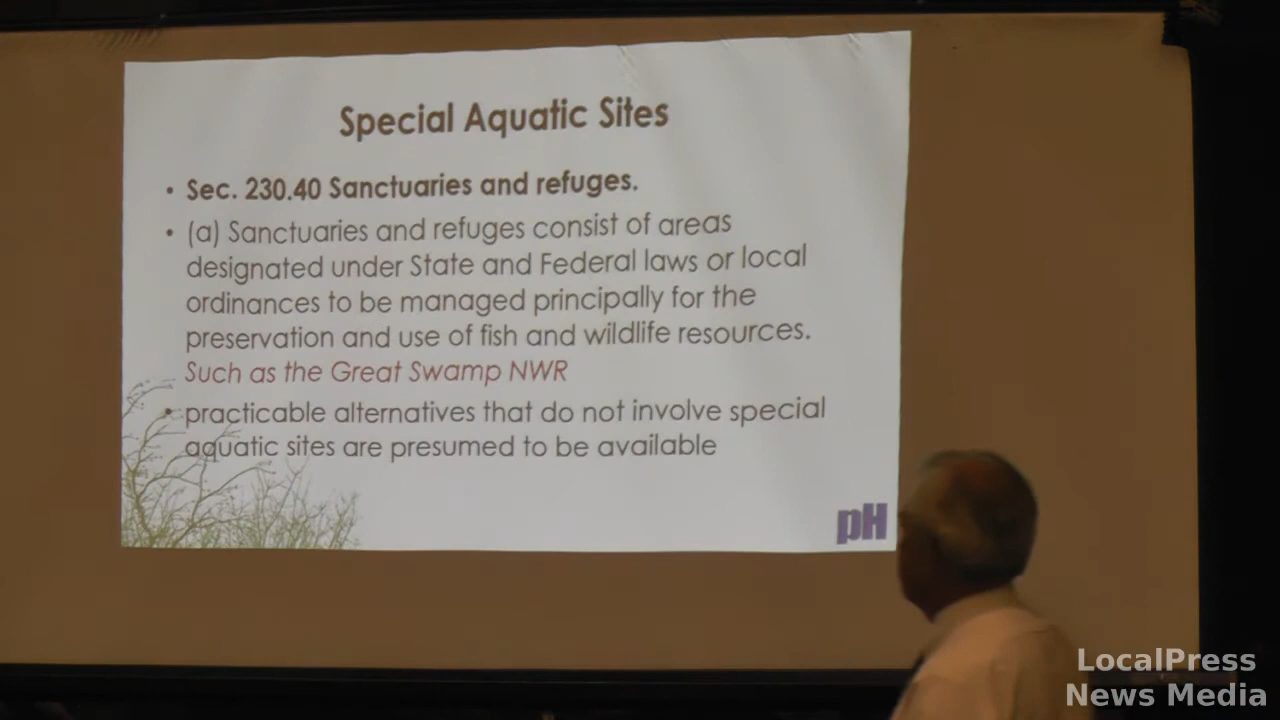 Special Aquatic Sites
• Sec. 230.40 Sanctuaries and refuges.
• (a) Sanctuaries and refuges consist of areas
designated under State and Federal laws or local
ordinances to be managed principally for the
preservation and use of fish and wildlife resources.
Such as the Great Swamp NWR
• practicable alternatives that do not involve special
aquatic sites are presumed to be available
pH
LocalPress
News Media